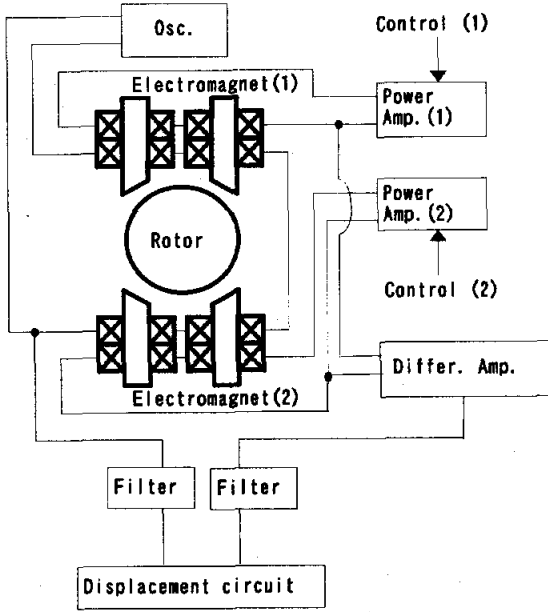 Osc.
Control (1)
Electromagnet(1)
Power
Amp.(1)
Power
Amp.(2)
Rotor
Control (2)
Differ. Amp.
Electromagnet(2)
Filter
Filter
Displacement circuit